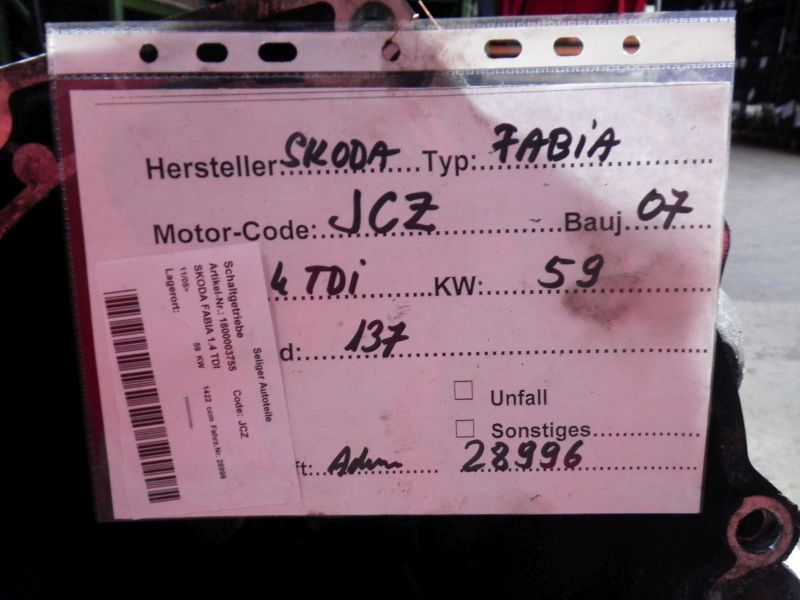 Hersteller SKODA Typ: FABIA
Motor-Code: JCZ Bauj 07
4 TDI KW: 59
d: 137
Unfall
Sonstiges
ft: 28996
Seliger Autoteile
Schaltgetriebe Code: JCZ
Artikel-Nr.: 1800003755
SKODA FABIA 1.4 TDI
59 KW 1422 ccm Fahrz.Nr. 28996
11/05>
Lagerort: